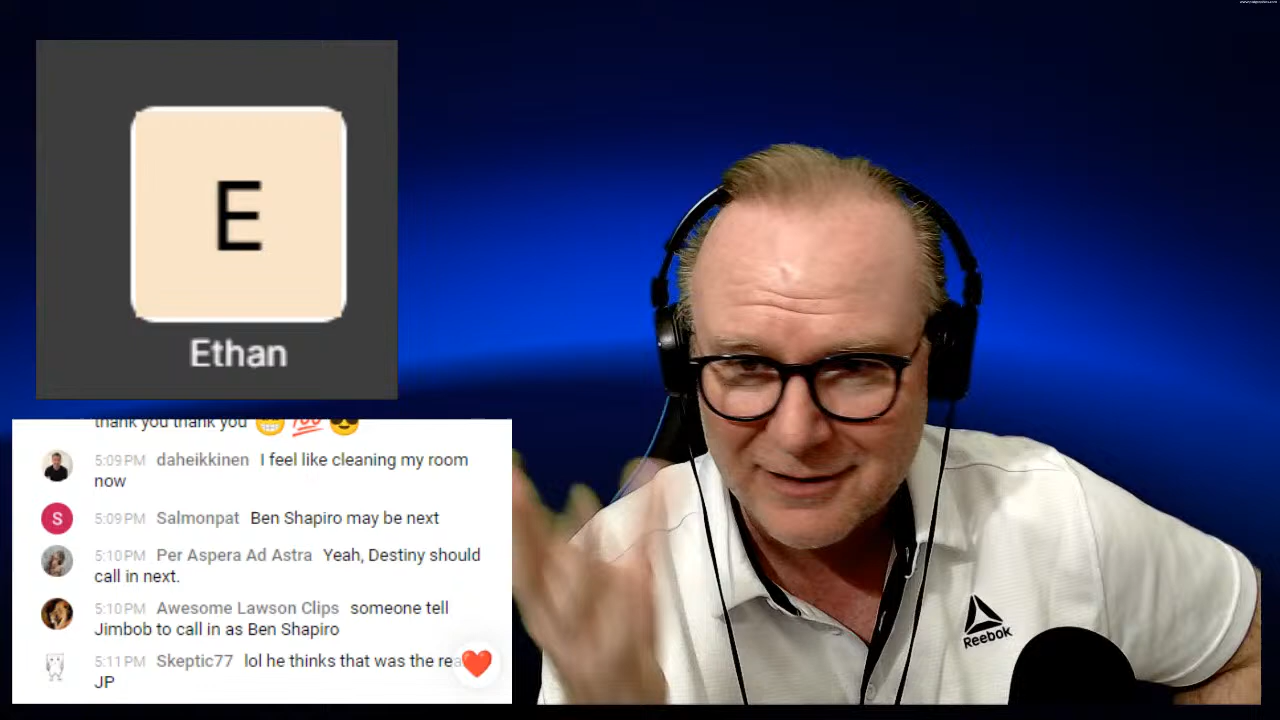 E
Ethan
thank you thank you 😁 💯 😎
5:09 PM daheikkinen I feel like cleaning my room
now
S
5:09 PM Salmonpat Ben Shapiro may be next
5:10 PM Per Aspera Ad Astra Yeah, Destiny should
call in next.
5:10 PM Awesome Lawson Clips someone tell
Jimbob to call in as Ben Shapiro
5:11 PM Skeptic77 lol he thinks that was the
JP
Reebok